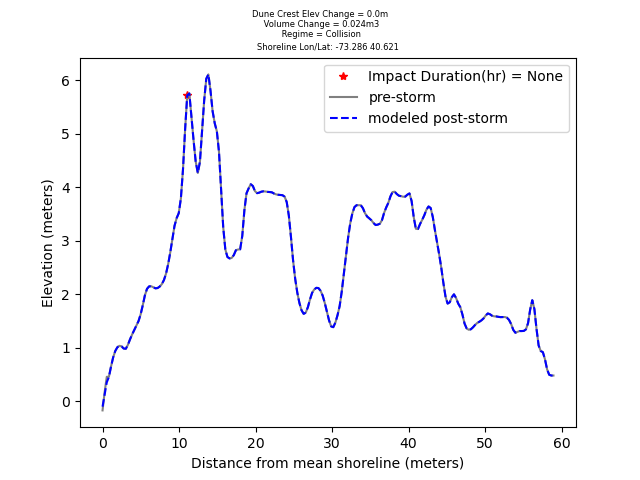 Dune Crest Elev Change = 0.0m
Volume Change = 0.024m3
Regime = Collision
Shoreline Lon/Lat: -73.286 40.621
Impact Duration(hr) = None
pre-storm
modeled post-storm
6
5
4
3
2
1
0
Elevation (meters)
0 10 20 30 40 50 60
Distance from mean shoreline (meters)